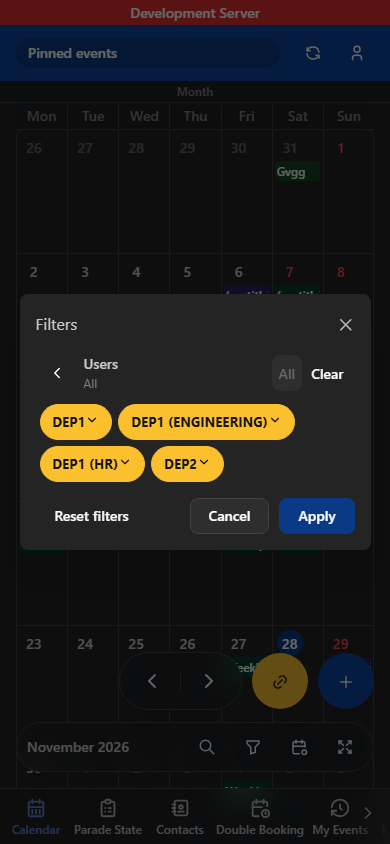 Development Server
Pinned events
Month
Mon Tue Wed Thu Fri Sat Sun
26 27 28 29 30 31 1
Gvgg
2 3 4 5 6 7 8
Filters
Users
All
All Clear
DEP1 DEP1 (ENGINEERING)
DEP1 (HR) DEP2
Reset filters Cancel Apply
23 24 25 26 27 28 29
November 2026
Calendar Parade State Contacts Double Booking My Events